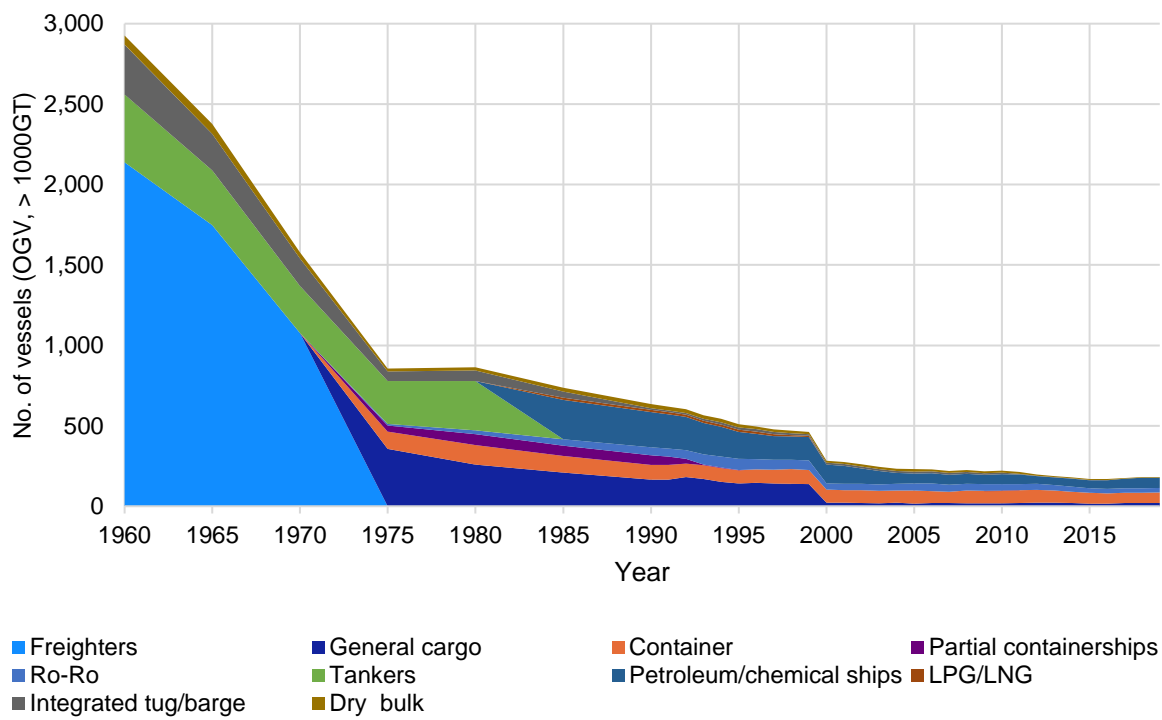 No. of vessels (OGV, > 1000GT)
3,000
2,500
2,000
1,500
1,000
500
0
1960 1965 1970 1975 1980 1985 1990 1995 2000 2005 2010 2015
Year
Freighters General cargo Container Partial containerships
Ro-Ro Tankers Petroleum/chemical ships LPG/LNG
Integrated tug/barge Dry bulk